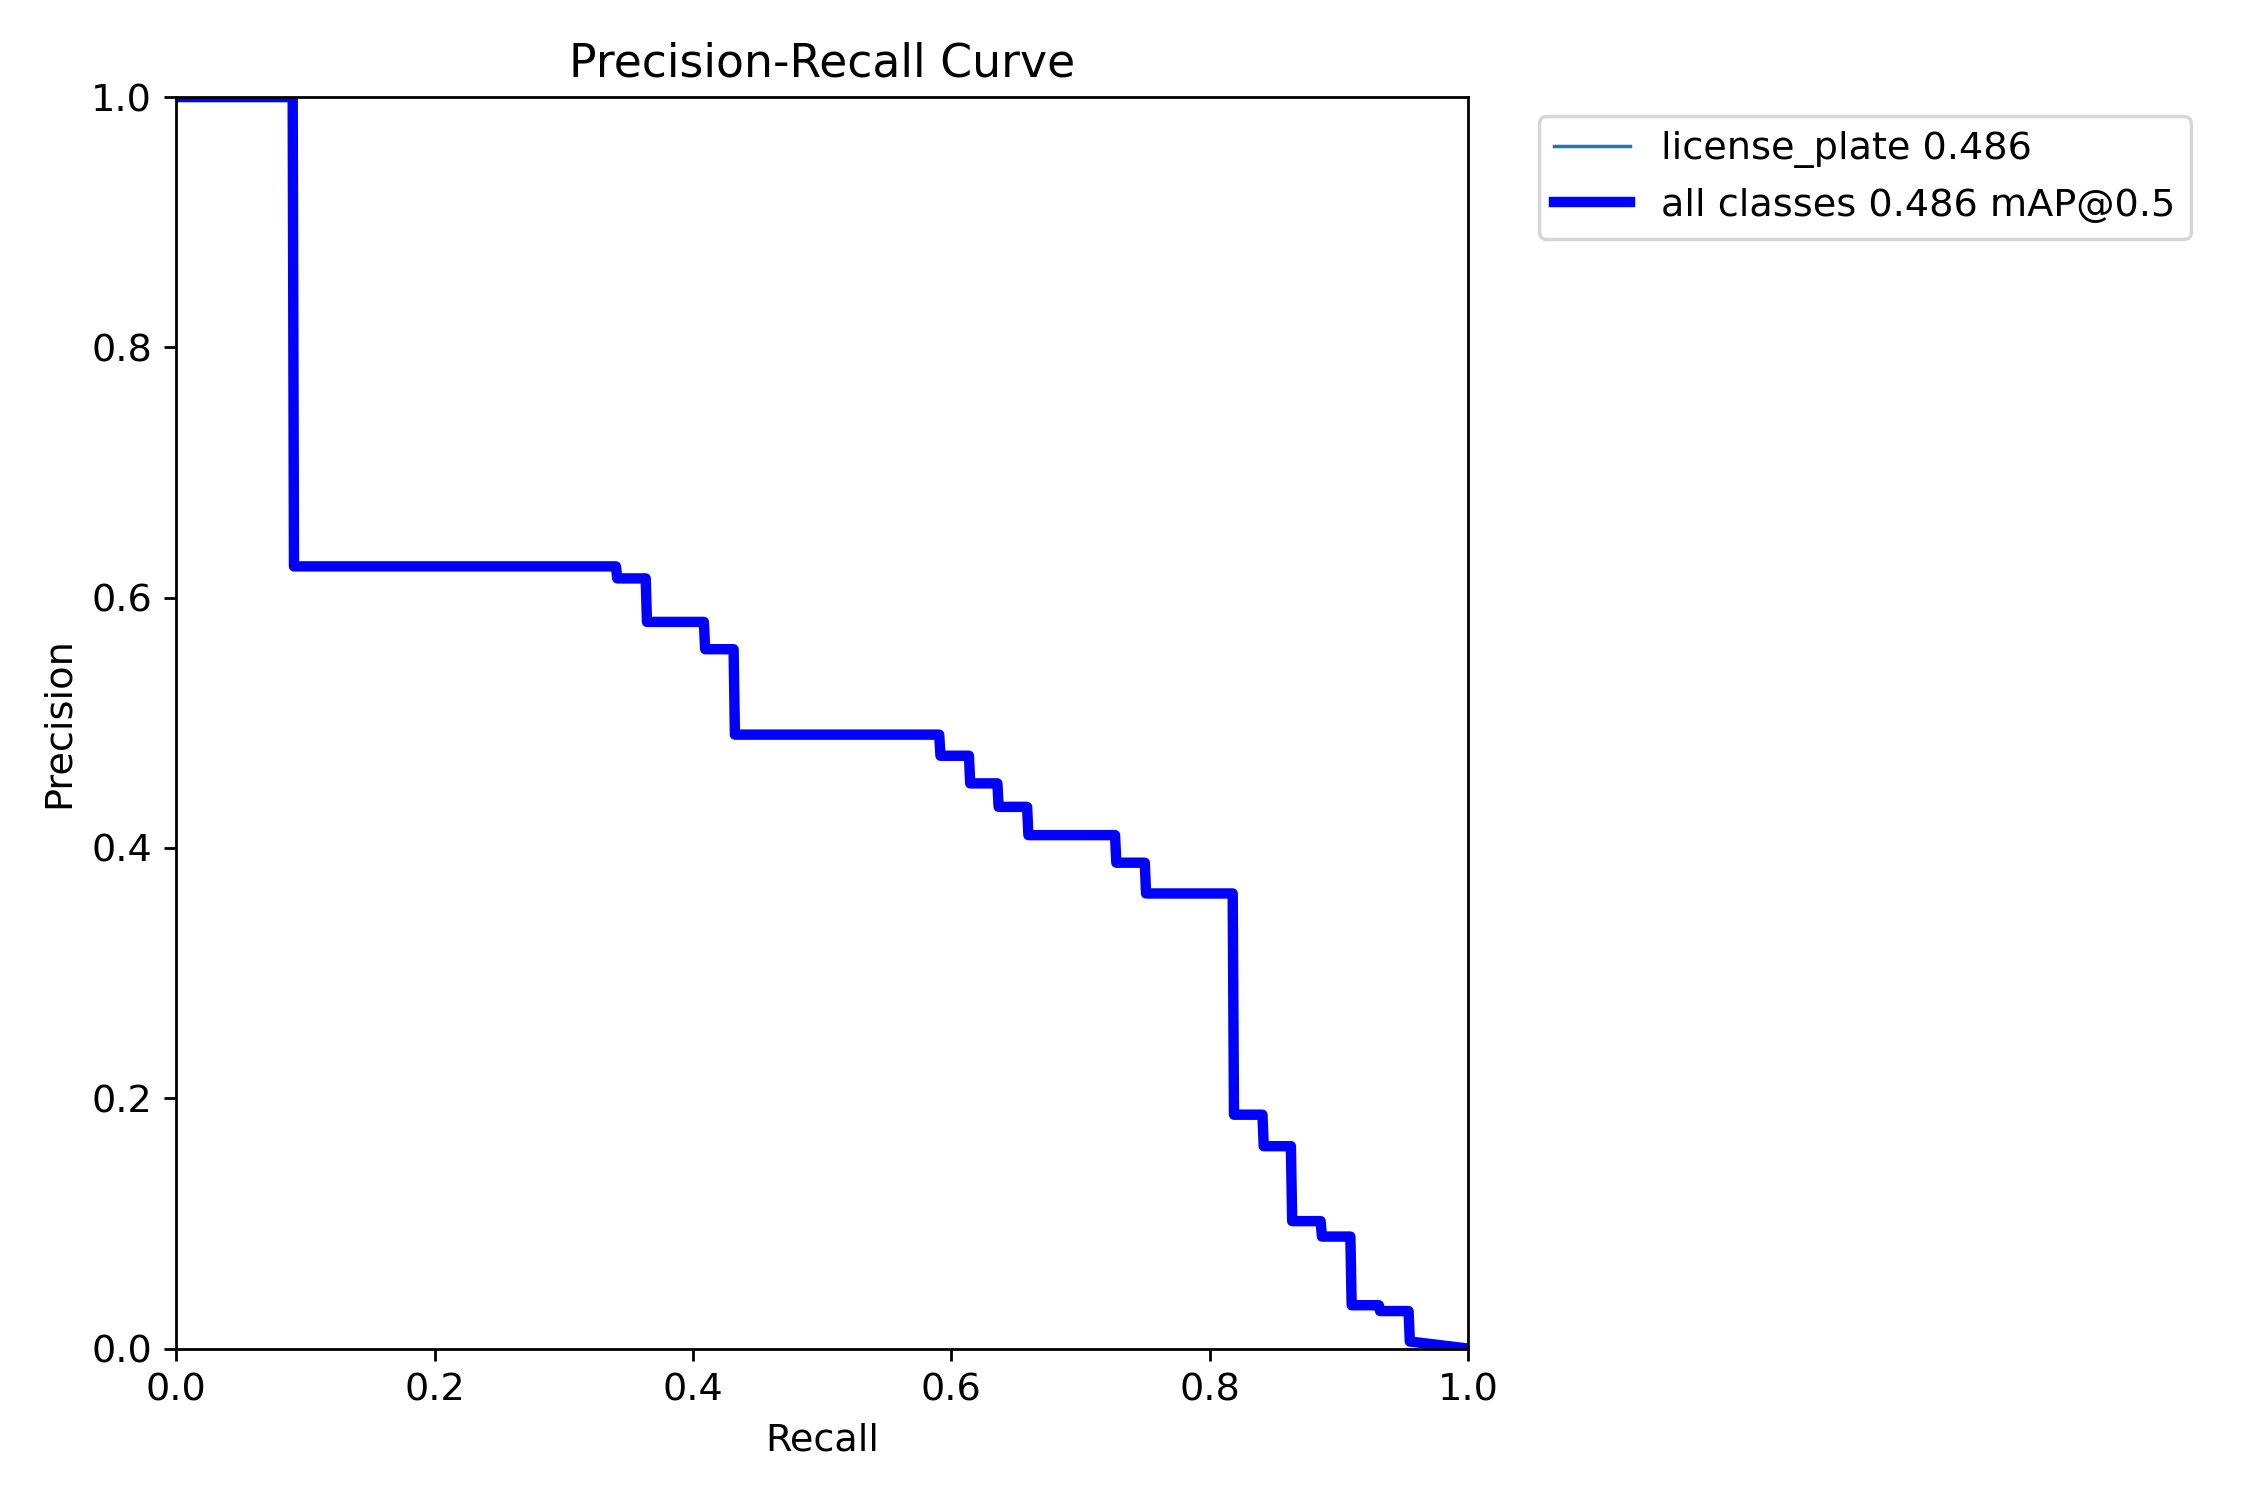 Precision-Recall Curve
license_plate 0.486
all classes 0.486 mAP@0.5
1.0
0.8
0.6
0.4
0.2
0.0
Precision
0.0 0.2 0.4 0.6 0.8 1.0
Recall